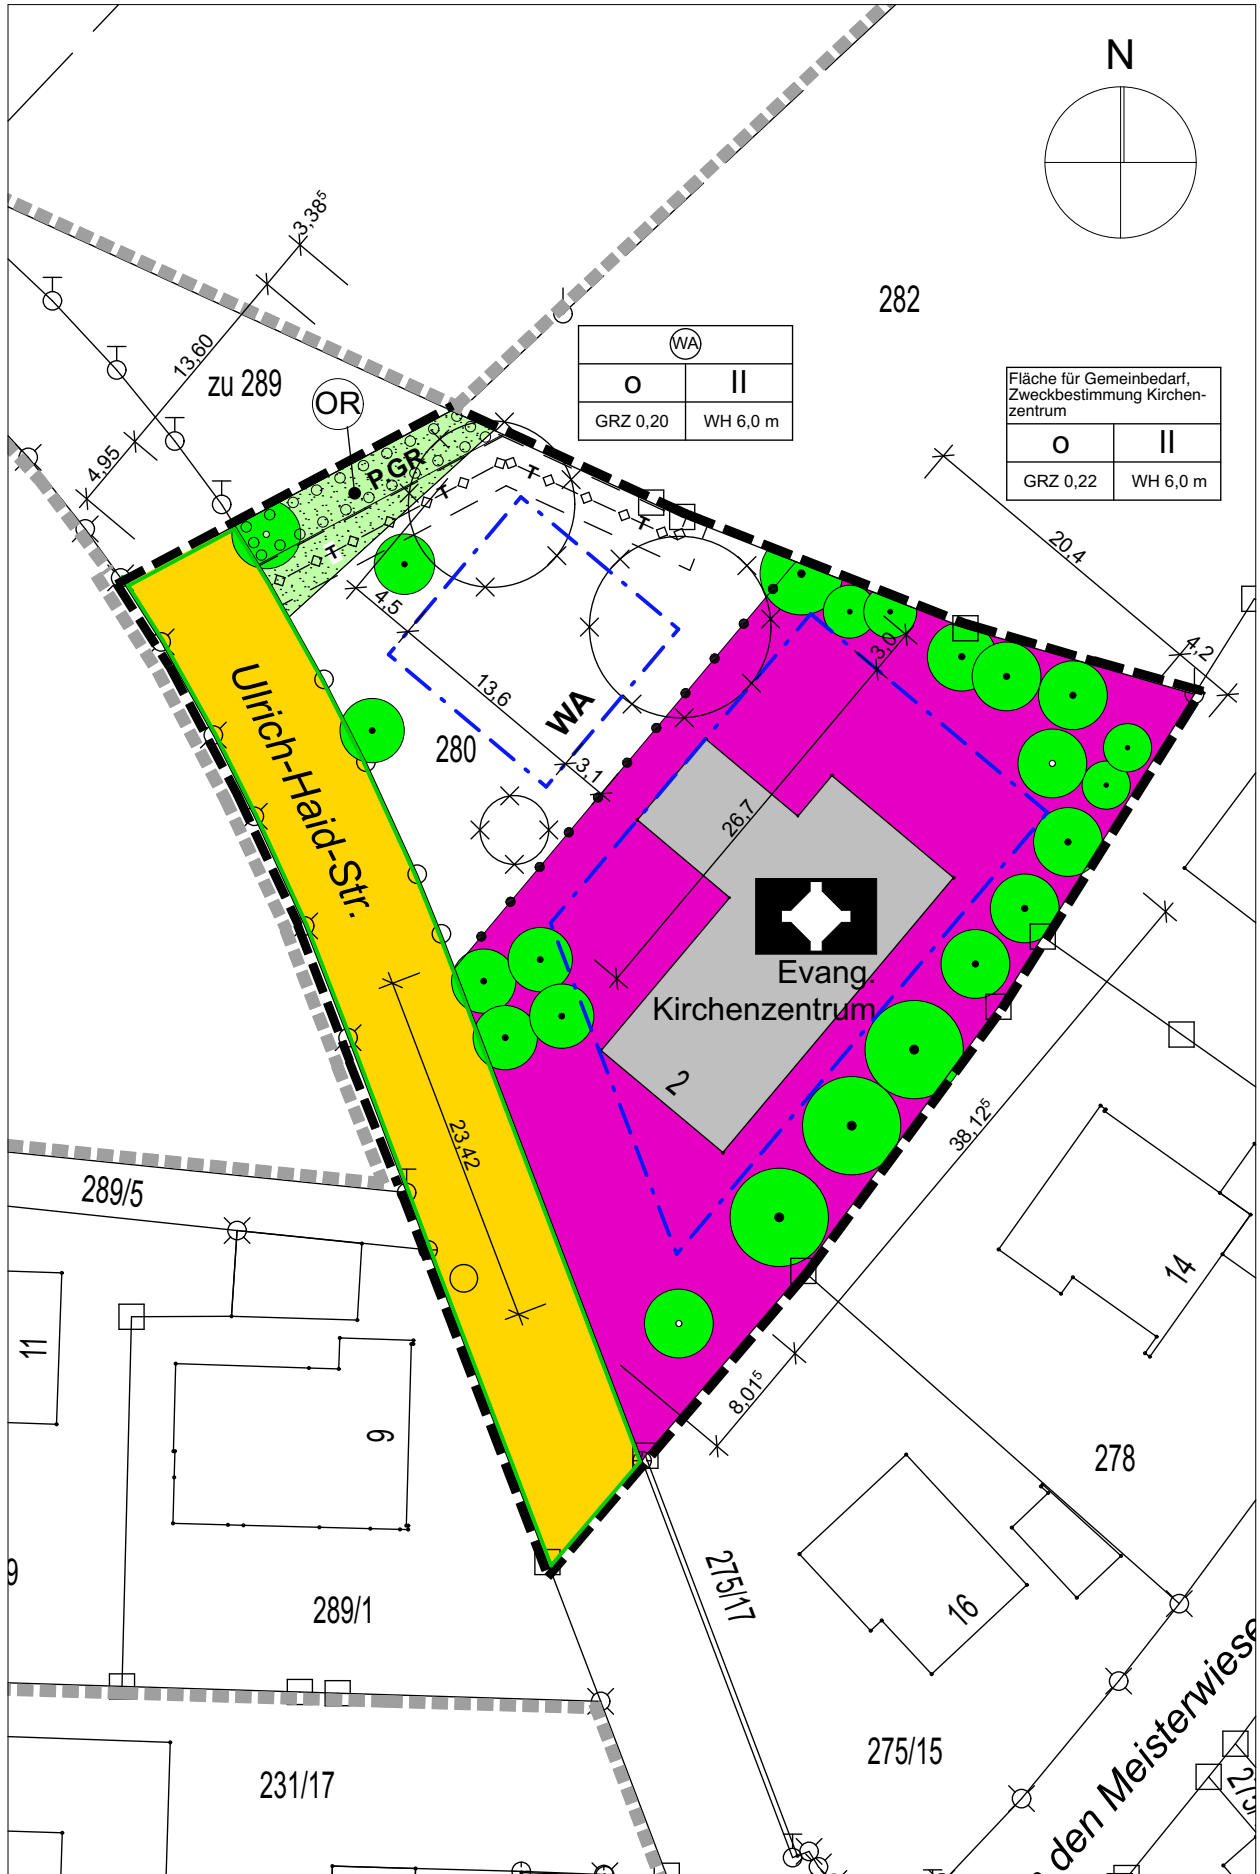 N
3,38⁵
13,60
zu 289
4,95
OR
P.GR
282
WA
o II
GRZ 0,20 WH 6,0 m
Fläche für Gemeinbedarf,
Zweckbestimmung Kirchen-
zentrum
o II
GRZ 0,22 WH 6,0 m
T
T
T
T
20,4
4,2
4,5
13,6
3,1
3,0
WA
280
Ulrich-Haid-Str.
26,7
Evang.
Kirchenzentrum
2
23,42
38,12⁵
8,01⁵
289/5
11
9
14
278
289/1
9
275/17
16
275/15
231/17
den Meisterwiese